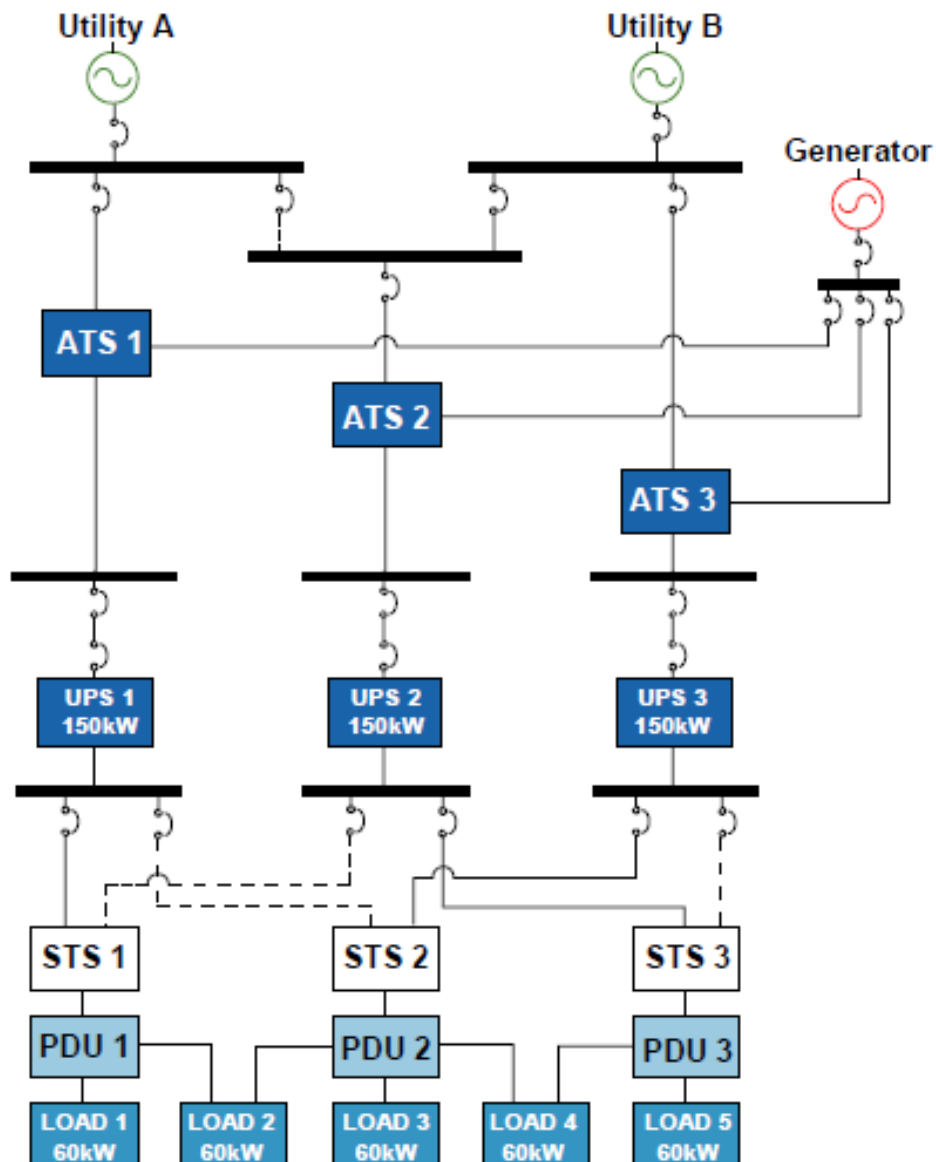 Utility A
Utility B
Generator
ATS 1
ATS 2
ATS 3
UPS 1
150kW
UPS 2
150kW
UPS 3
150kW
STS 1
STS 2
STS 3
PDU 1
PDU 2
PDU 3
LOAD 1
60kW
LOAD 2
60kW
LOAD 3
60kW
LOAD 4
60kW
LOAD 5
60kW